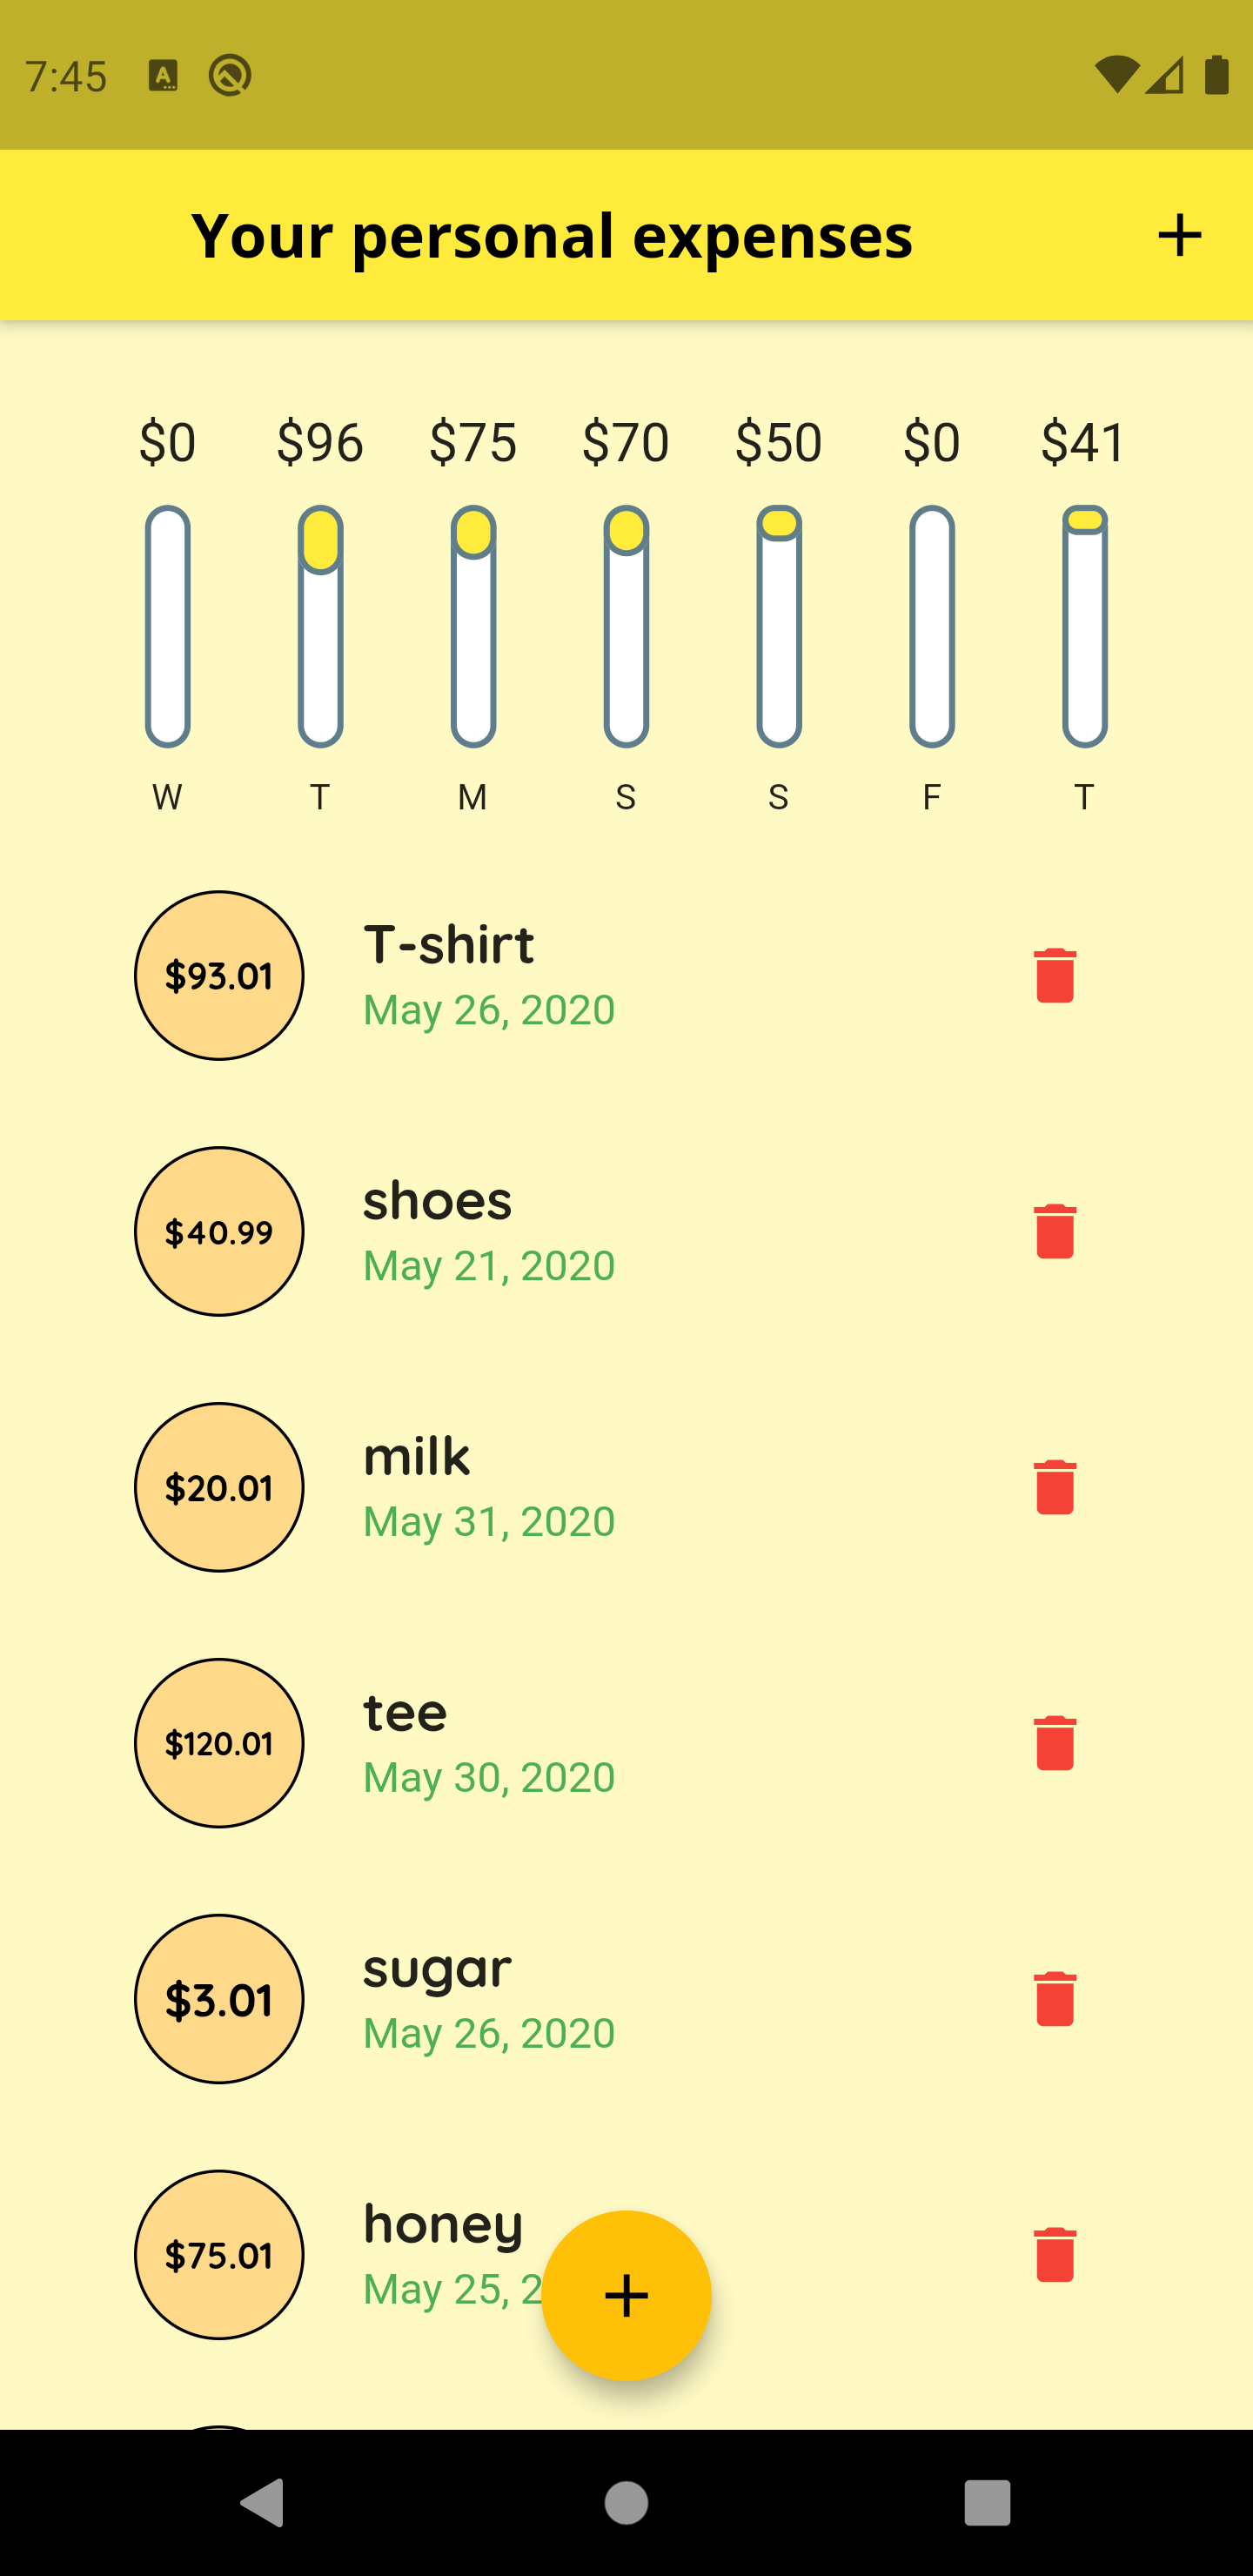 7:45
Your personal expenses
$0 $96 $75 $70 $50 $0 $41
W T M S S F T
$93.01
T-shirt
May 26, 2020
$40.99
shoes
May 21, 2020
$20.01
milk
May 31, 2020
$120.01
tee
May 30, 2020
$3.01
sugar
May 26, 2020
$75.01
honey
May 25, 2